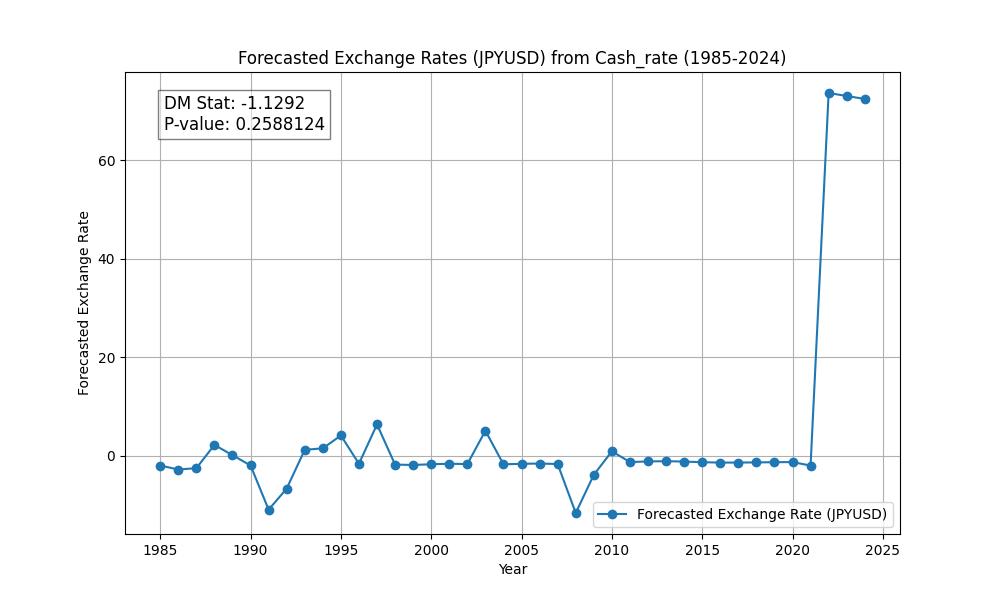 Forecasted Exchange Rates (JPYUSD) from Cash_rate (1985-2024)
DM Stat: -1.1292
P-value: 0.2588124
Forecasted Exchange Rate
60
40
20
0
Forecasted Exchange Rate (JPYUSD)
1985 1990 1995 2000 2005 2010 2015 2020 2025
Year